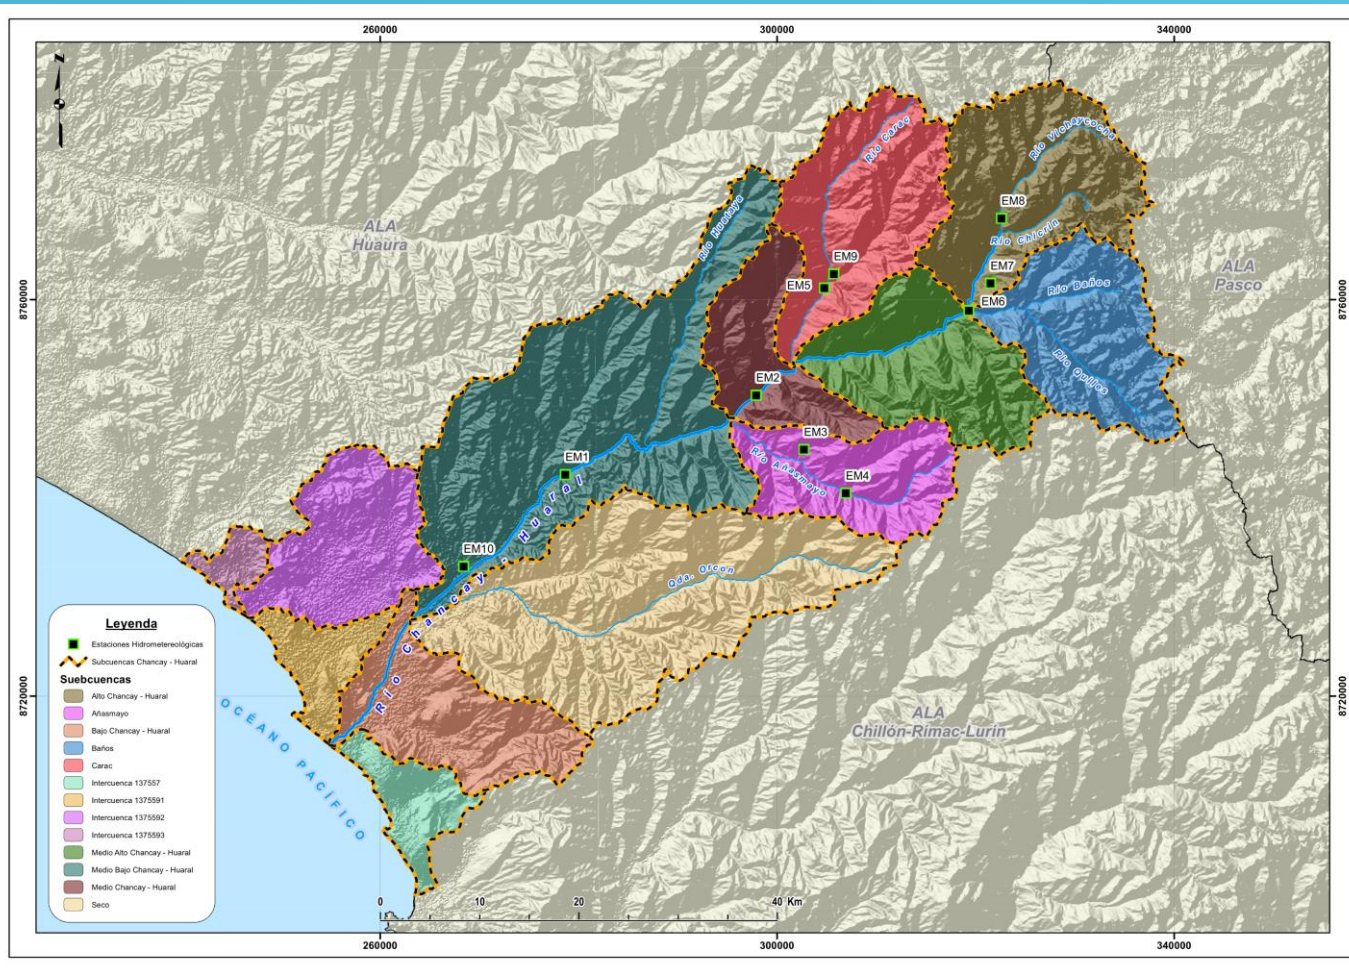 260000
300000
340000
N
Río Carac
Río Vichaycocha
Río Huataya
ALA
Huaura
EM8
Río Chicrin
EM9
EM7
ALA
Pasco
EM5
Río Baños
8760000
8760000
EM6
Río Quiles
EM2
EM3
Río Añasmayo
EM1
EM4
Río Chancay - Huaral
EM10
Qda. Orcon
Leyenda
Estaciones Hidrometereológicas
Subcuencas Chancay - Huaral
Suebcuencas
Alto Chancay - Huaral
Añasmayo
Bajo Chancay - Huaral
Baños
Carac
Intercuenca 137557
Intercuenca 1375591
Intercuenca 1375592
Intercuenca 1375593
Medio Alto Chancay - Huaral
Medio Bajo Chancay - Huaral
Medio Chancay - Huaral
Seco
8720000
8720000
OCÉANO PACÍFICO
ALA
Chillón-Rimac-Lurín
0 10 20 40 Km
260000
300000
340000